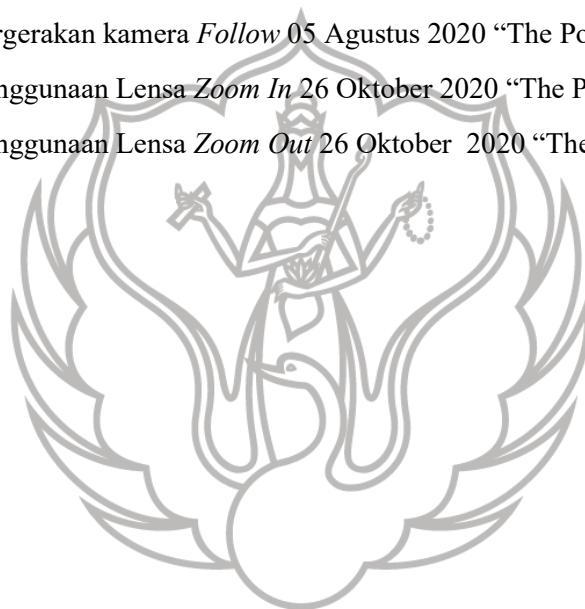 rgerakan kamera Follow 05 Agustus 2020 “The Po
nggunaan Lensa Zoom In 26 Oktober 2020 “The P
nggunaan Lensa Zoom Out 26 Oktober  2020 “The